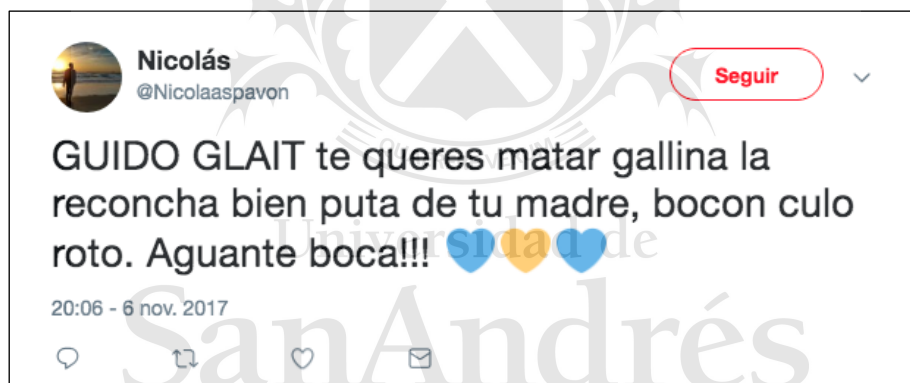 Nicolás
@Nicolaaspavon
Seguir
GUIDO GLAIT te queres matar gallina la
reconcha bien puta de tu madre, bocon culo
roto. Aguante boca!!! 💙💛💙
20:06 - 6 nov. 2017
Universidad de
SanAndrés